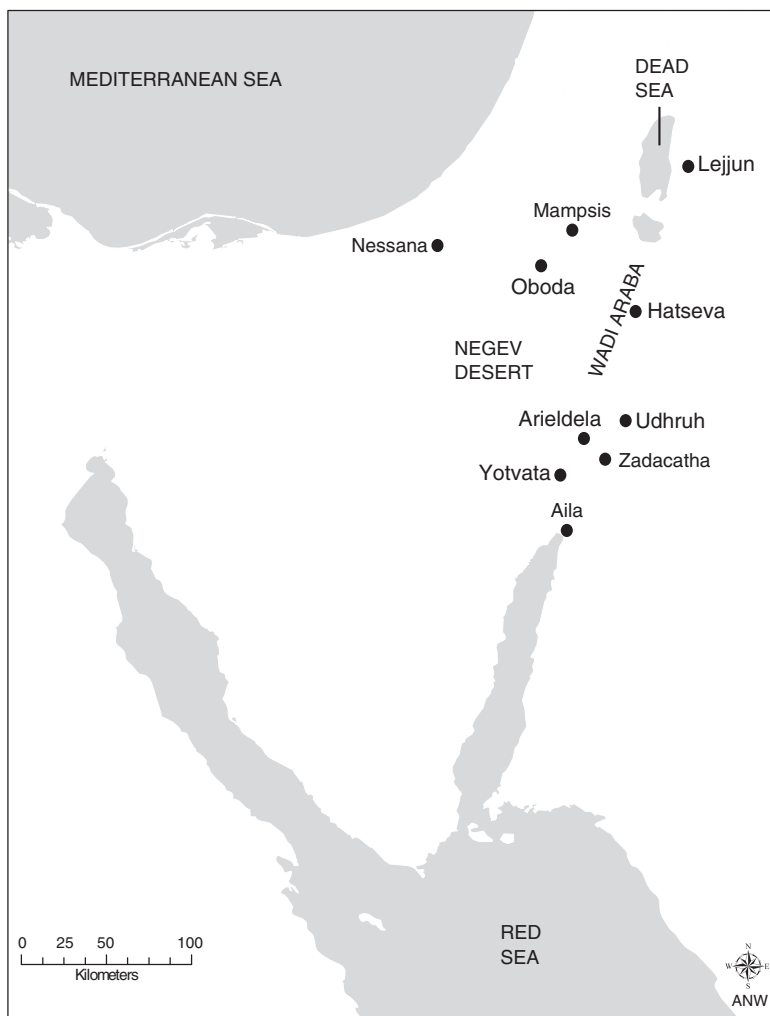 MEDITERRANEAN SEA
DEAD
SEA
Lejjun
Mampsis
Nessana
Oboda
WADI ARABA
Hatseva
NEGEV
DESERT
Arieldela
Udhruh
Zadacatha
Yotvata
Aila
RED
SEA
0 25 50 100
Kilometers
N
W E
S
ANW